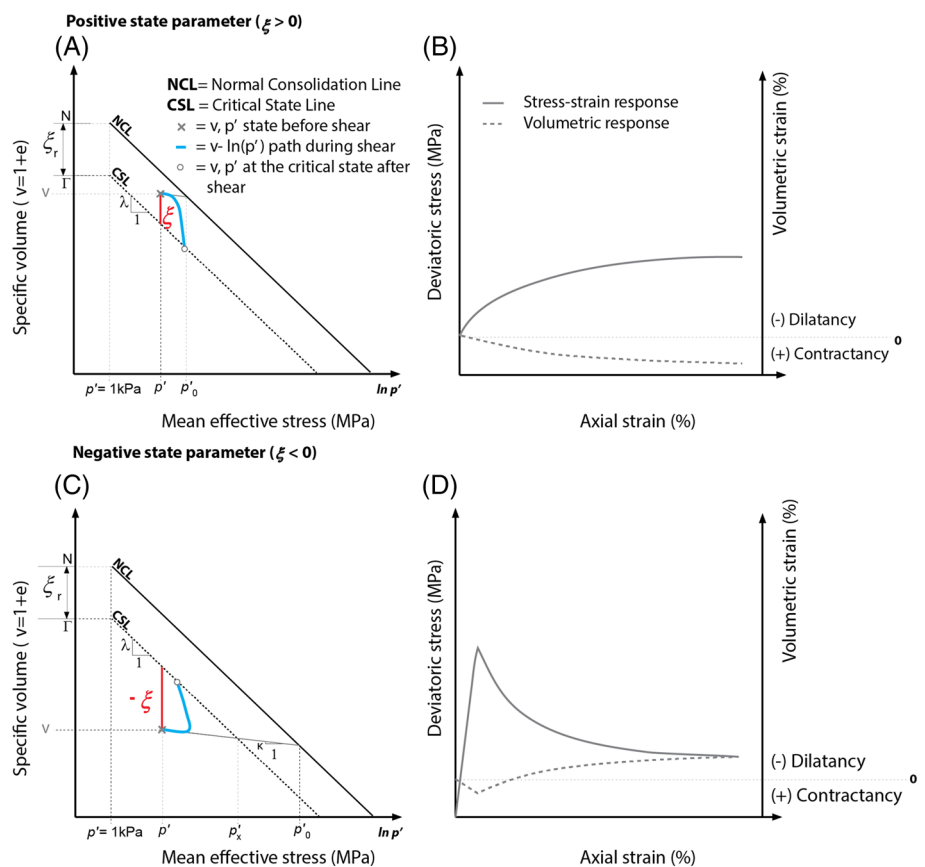 Positive state parameter (ξ > 0)
(A)
(B)
NCL= Normal Consolidation Line
CSL = Critical State Line
= v, p' state before shear
= v- ln(p') path during shear
= v, p' at the critical state after
shear
Specific volume ( v=1+e)
N
ξr
Γ
v
NCL
CSL
λ
1
ξ
p'= 1kPa
p'
p'0
ln p'
Mean effective stress (MPa)
Stress-strain response
Volumetric response
Deviatoric stress (MPa)
Volumetric strain (%)
(-) Dilatancy
0
(+) Contractancy
Axial strain (%)
Negative state parameter (ξ < 0)
(C)
(D)
Specific volume ( v=1+e)
N
ξr
Γ
v
NCL
CSL
λ
1
- ξ
κ
1
p'= 1kPa
p'
p'x
p'0
ln p'
Mean effective stress (MPa)
Deviatoric stress (MPa)
Volumetric strain (%)
(-) Dilatancy
0
(+) Contractancy
Axial strain (%)